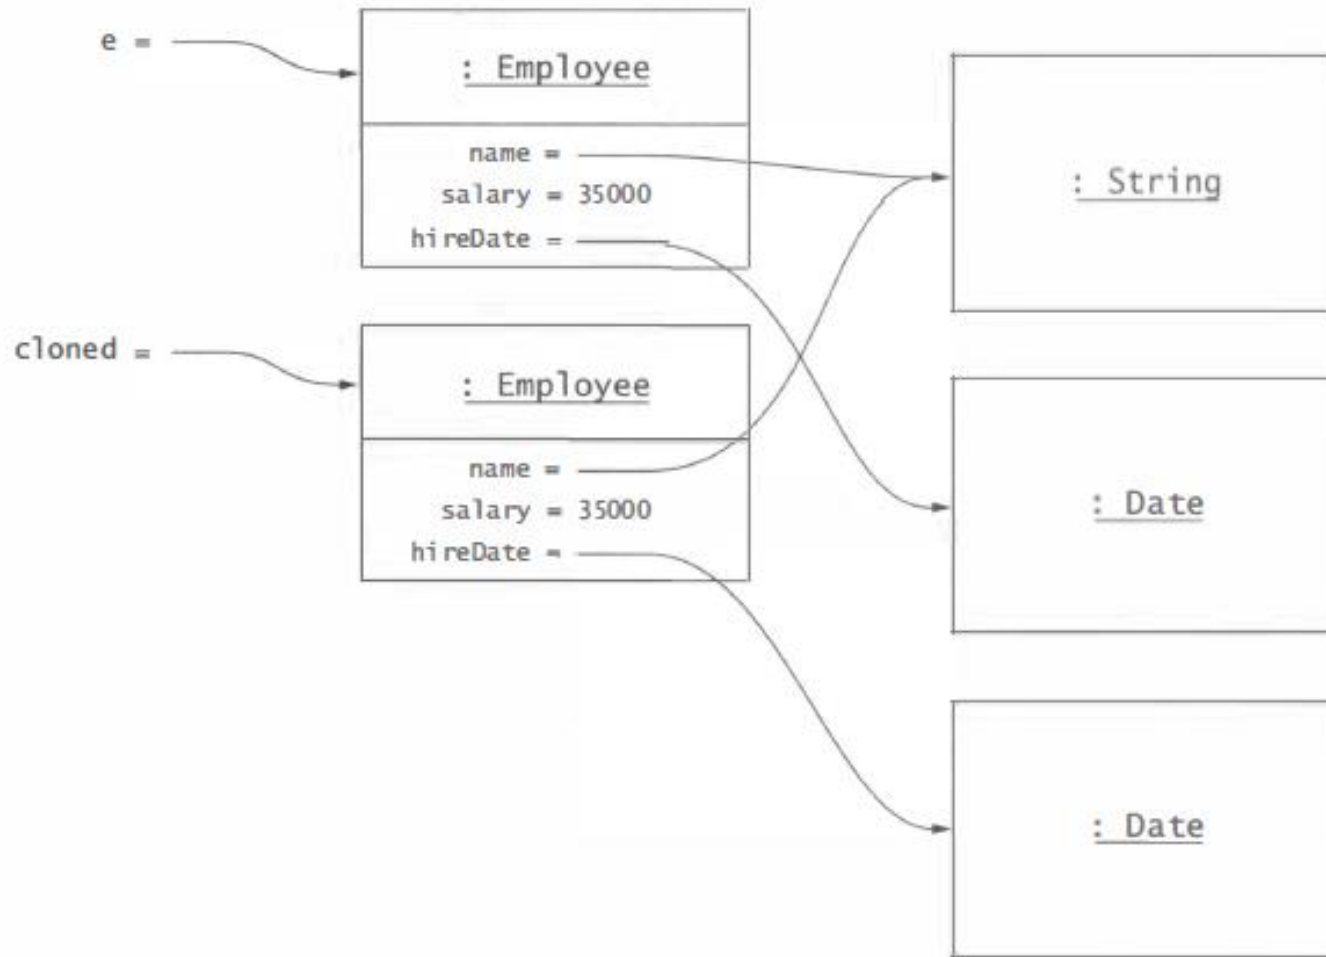 e =
: Employee
name =
salary = 35000
hireDate =
cloned =
: Employee
name =
salary = 35000
hireDate =
: String
: Date
: Date